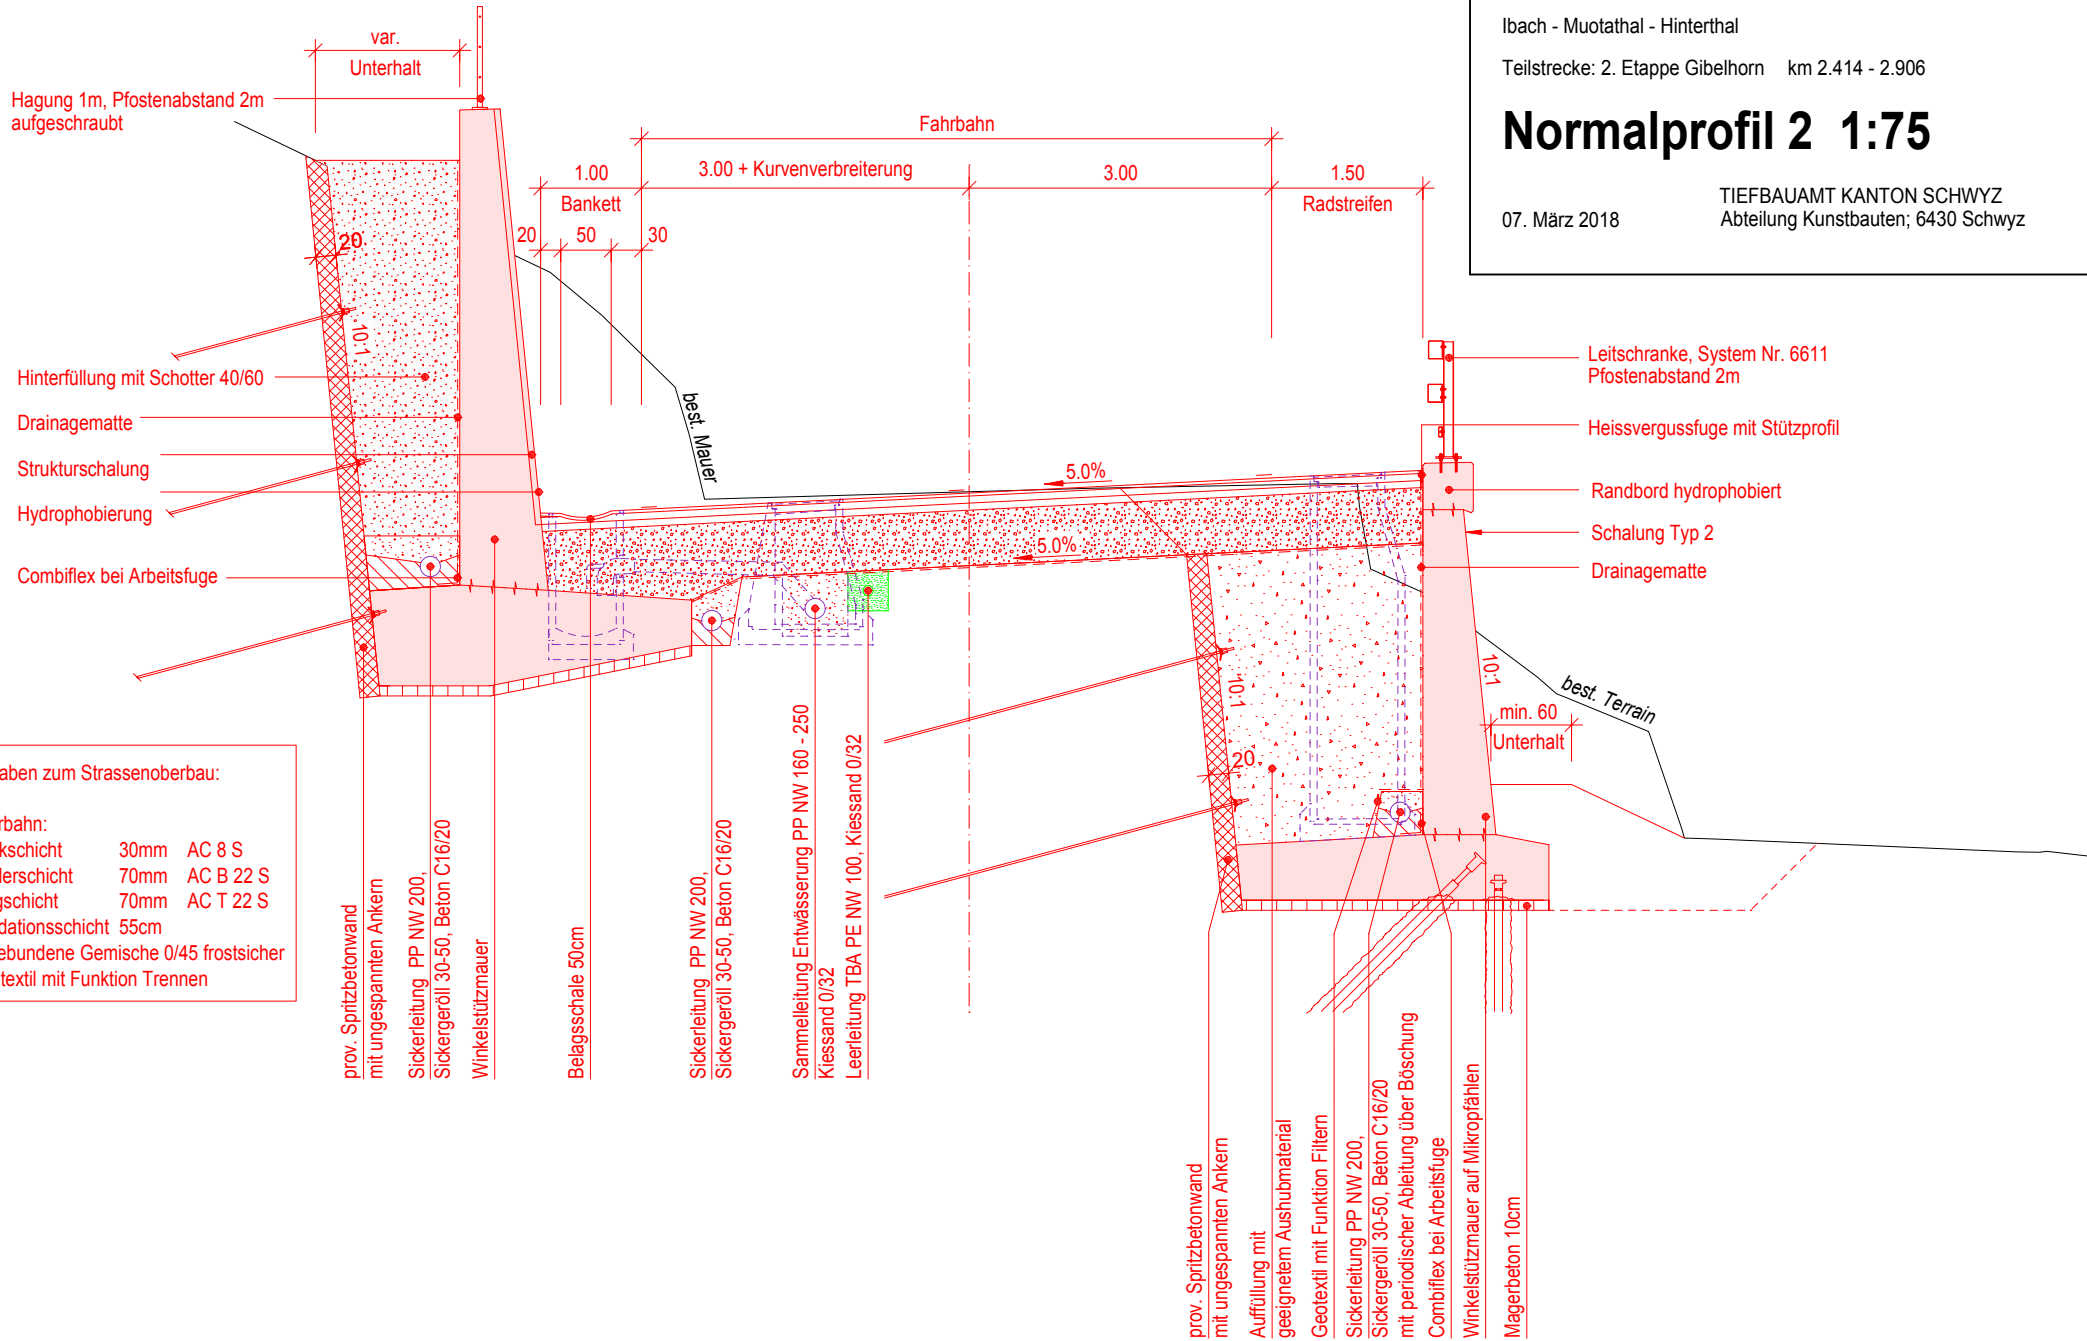 Ibach - Muotathal - Hinterthal
Teilstrecke: 2. Etappe Gibelhorn km 2.414 - 2.906
Normalprofil 2 1:75
TIEFBAUAMT KANTON SCHWYZ
07. März 2018
Abteilung Kunstbauten; 6430 Schwyz
var.
Unterhalt
Hagung 1m, Pfostenabstand 2m
aufgeschraubt
Fahrbahn
1.00
3.00 + Kurvenverbreiterung
3.00
1.50
Bankett
Radstreifen
20
50
30
20
10:1
Hinterfüllung mit Schotter 40/60
Drainagematte
Strukturschalung
Hydrophobierung
Combiflex bei Arbeitsfuge
best. Mauer
5.0%
5.0%
Leitschranke, System Nr. 6611
Pfostenabstand 2m
Heissvergussfuge mit Stützprofil
Randbord hydrophobiert
Schalung Typ 2
Drainagematte
10:1
10:1
20
best. Terrain
min. 60
Unterhalt
aben zum Strassenoberbau:
rbahn:
kschicht 30mm AC 8 S
lerschicht 70mm AC B 22 S
gschicht 70mm AC T 22 S
dationsschicht 55cm
ebundene Gemische 0/45 frostsicher
textil mit Funktion Trennen
prov. Spritzbetonwand
mit ungespannten Ankern
Sickerleitung PP NW 200,
Sickergeröll 30-50, Beton C16/20
Winkelstützmauer
Belagsschale 50cm
Sickerleitung PP NW 200,
Sickergeröll 30-50, Beton C16/20
Sammelleitung Entwässerung PP NW 160 - 250
Kiessand 0/32
Leerleitung TBA PE NW 100, Kiessand 0/32
prov. Spritzbetonwand
mit ungespannten Ankern
Auffüllung mit
geeignetem Aushubmaterial
Geotextil mit Funktion Filtern
Sickerleitung PP NW 200,
Sickergeröll 30-50, Beton C16/20
mit periodischer Ableitung über Böschung
Combiflex bei Arbeitsfuge
Winkelstützmauer auf Mikropfählen
Magerbeton 10cm